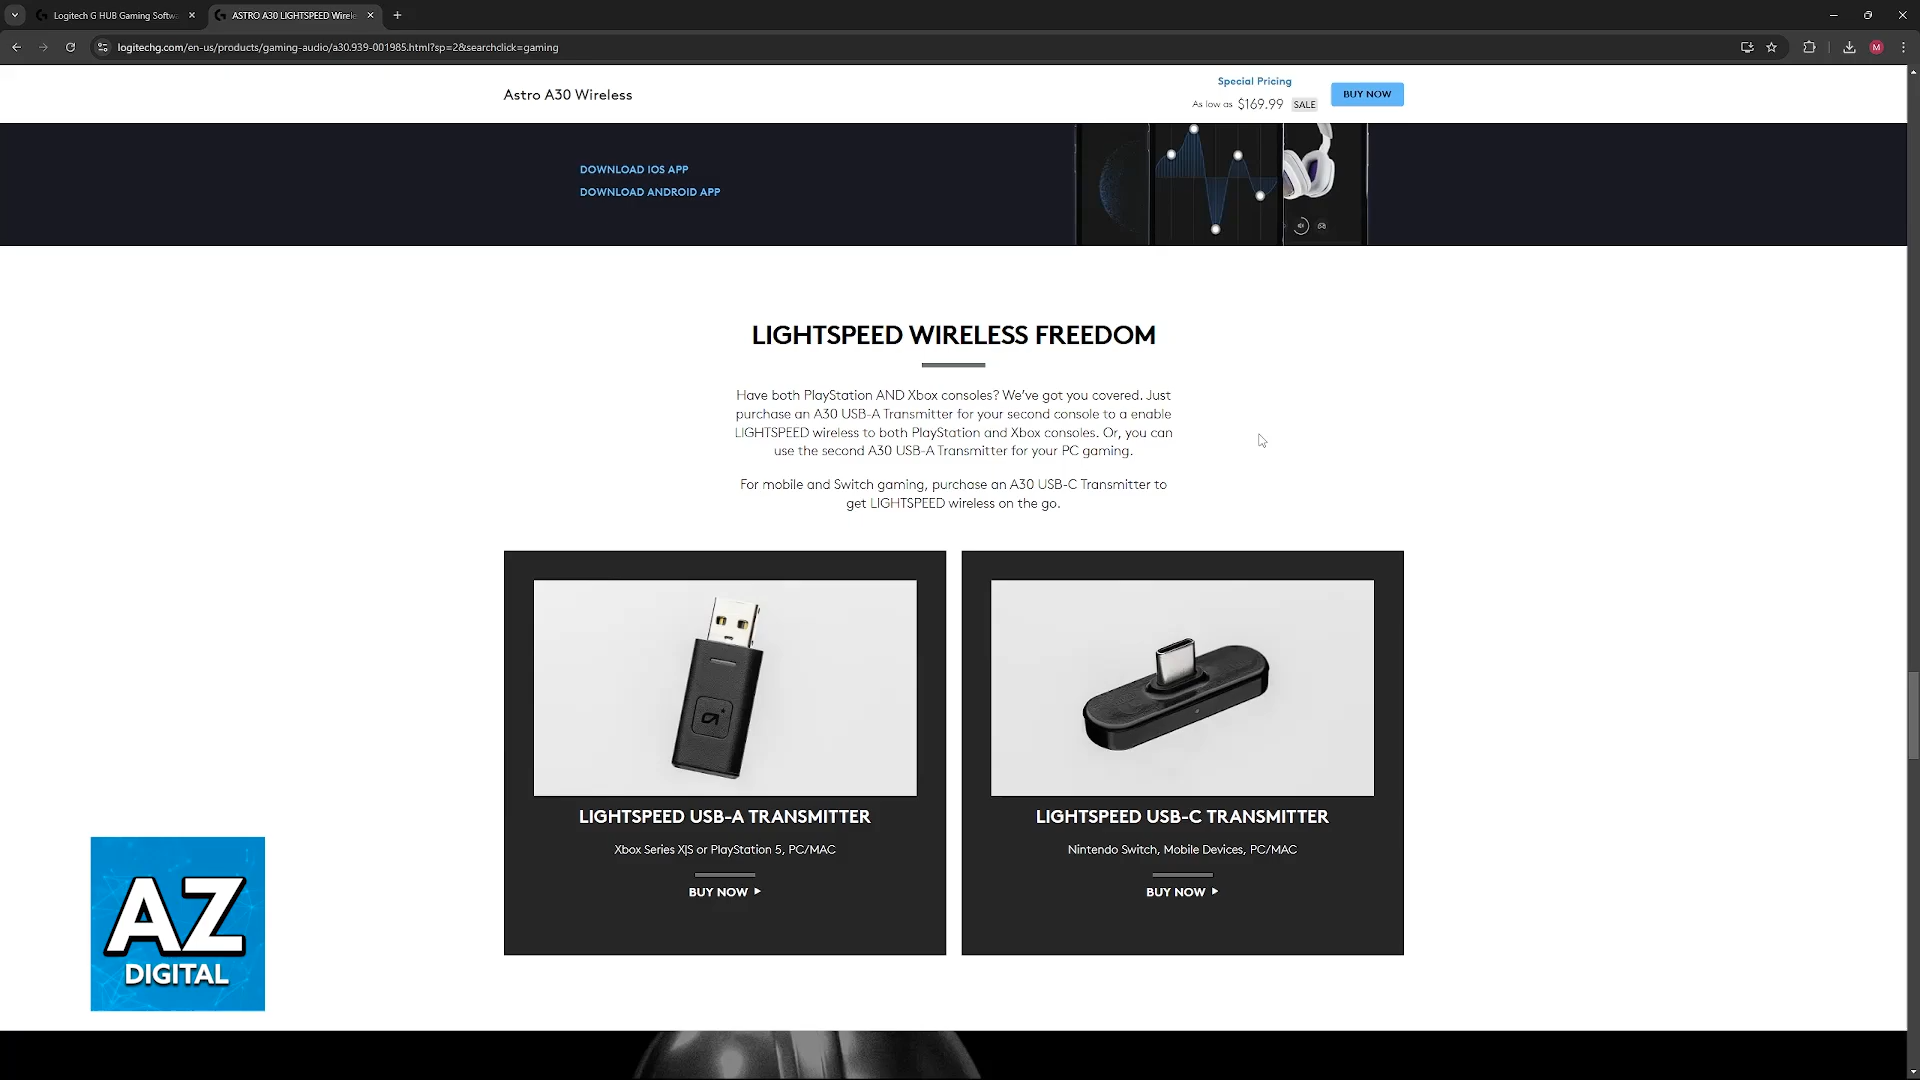 Logitech G HUB Gaming Softwa
ASTRO A30 LIGHTSPEED Wirele
logitechg.com/en-us/products/gaming-audio/a30.939-001985.html?sp=2&searchclick=gaming
M
Astro A30 Wireless
Special Pricing
As low as $169.99 SALE
BUY NOW
DOWNLOAD IOS APP
DOWNLOAD ANDROID APP
LIGHTSPEED WIRELESS FREEDOM
Have both PlayStation AND Xbox consoles? We've got you covered. Just
purchase an A30 USB-A Transmitter for your second console to a enable
LIGHTSPEED wireless to both PlayStation and Xbox consoles. Or, you can
use the second A30 USB-A Transmitter for your PC gaming.
For mobile and Switch gaming, purchase an A30 USB-C Transmitter to
get LIGHTSPEED wireless on the go.
LIGHTSPEED USB-A TRANSMITTER
Xbox Series X|S or PlayStation 5, PC/MAC
BUY NOW
LIGHTSPEED USB-C TRANSMITTER
Nintendo Switch, Mobile Devices, PC/MAC
BUY NOW
AZ
DIGITAL